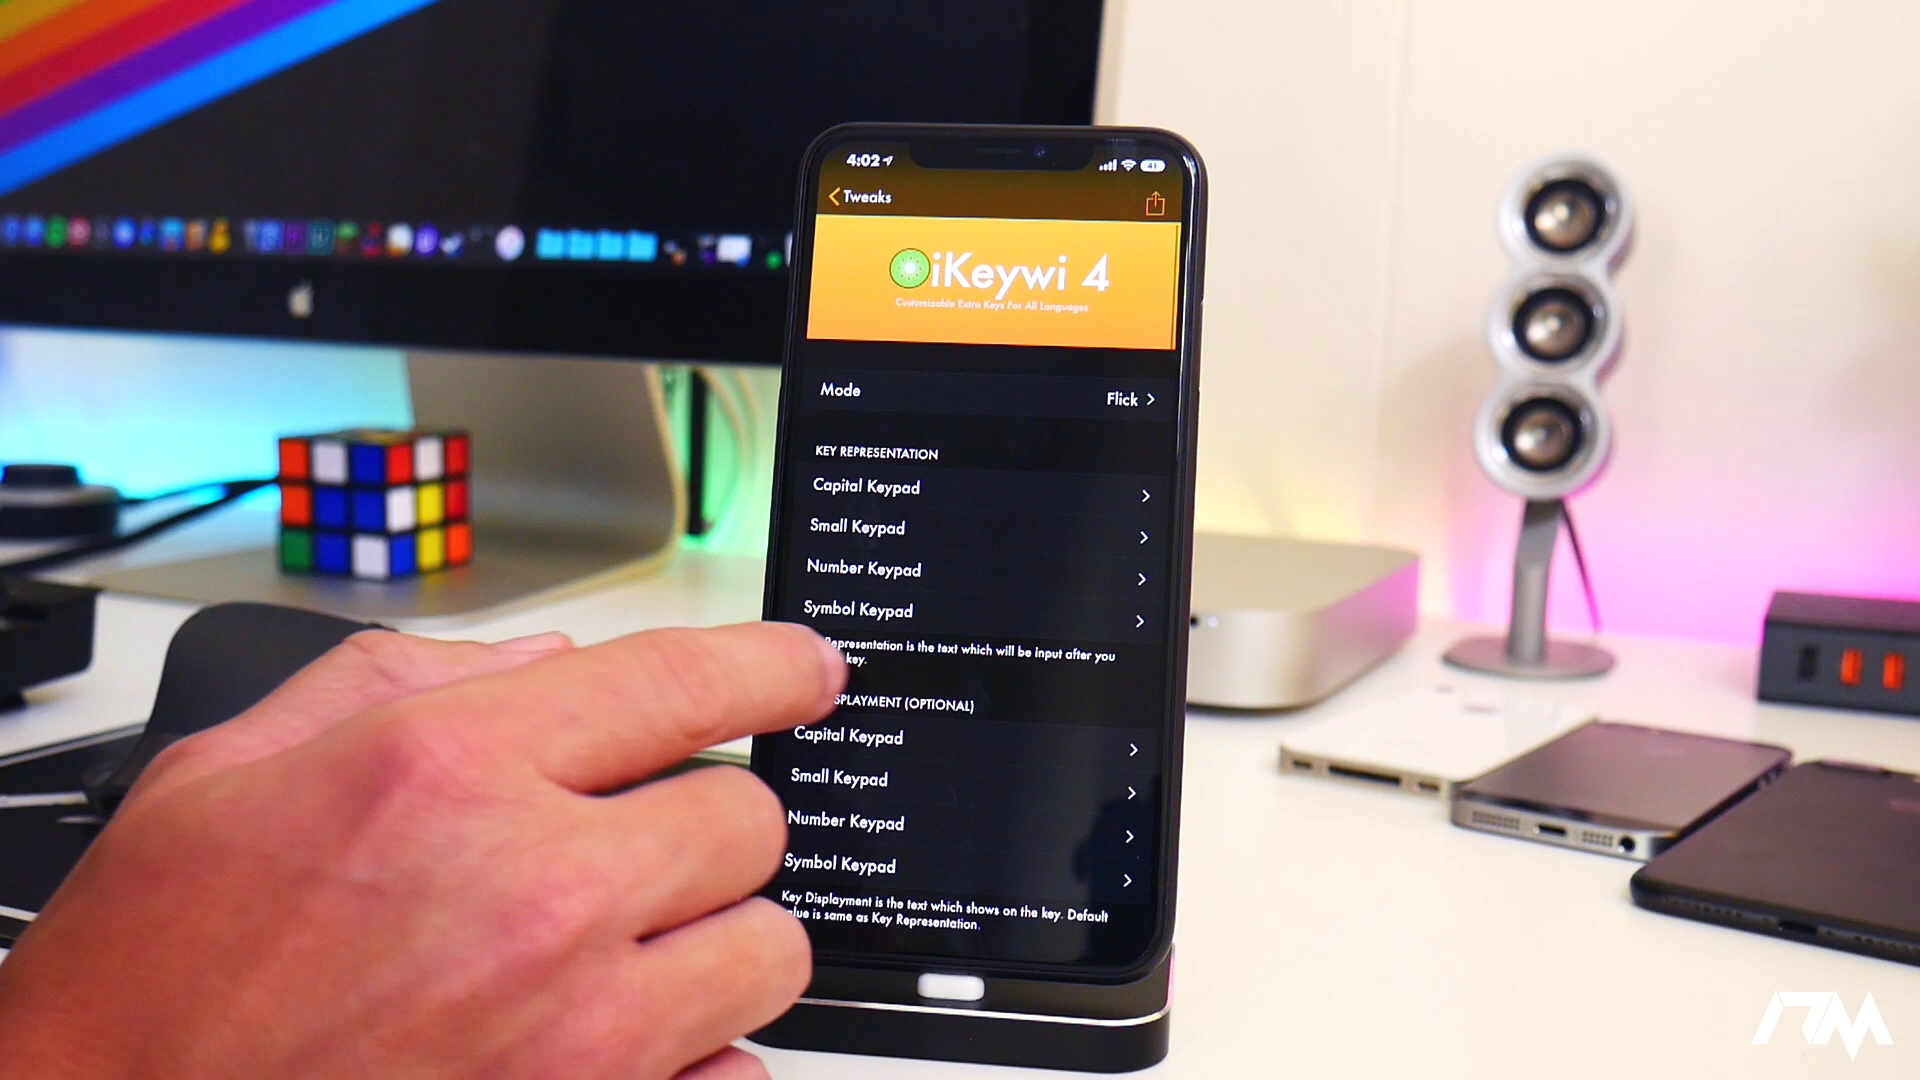 4:02
41
Tweaks
iKeywi 4
Customizable Extra Keys For All Languages
Mode
Flick
KEY REPRESENTATION
Capital Keypad
Small Keypad
Number Keypad
Symbol Keypad
Representation is the text which will be input after you
key.
SPLAYMENT (OPTIONAL)
Capital Keypad
Small Keypad
Number Keypad
Symbol Keypad
Key Displayment is the text which shows on the key. Default
alue is same as Key Representation.